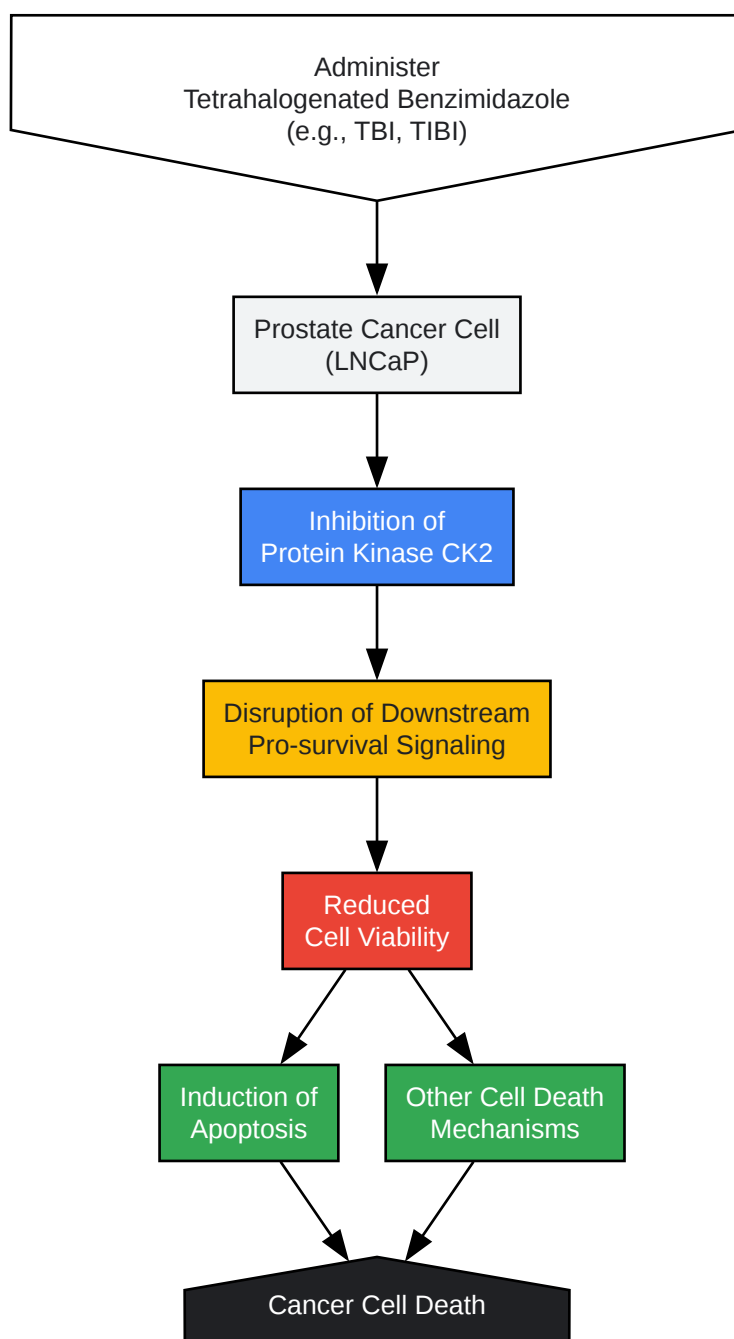 Administer
Tetrahalogenated Benzimidazole
(e.g., TBI, TIBI)
Prostate Cancer Cell
(LNCaP)
Inhibition of
Protein Kinase CK2
Disruption of Downstream
Pro-survival Signaling
Reduced
Cell Viability
Induction of
Apoptosis
Other Cell Death
Mechanisms
Cancer Cell Death